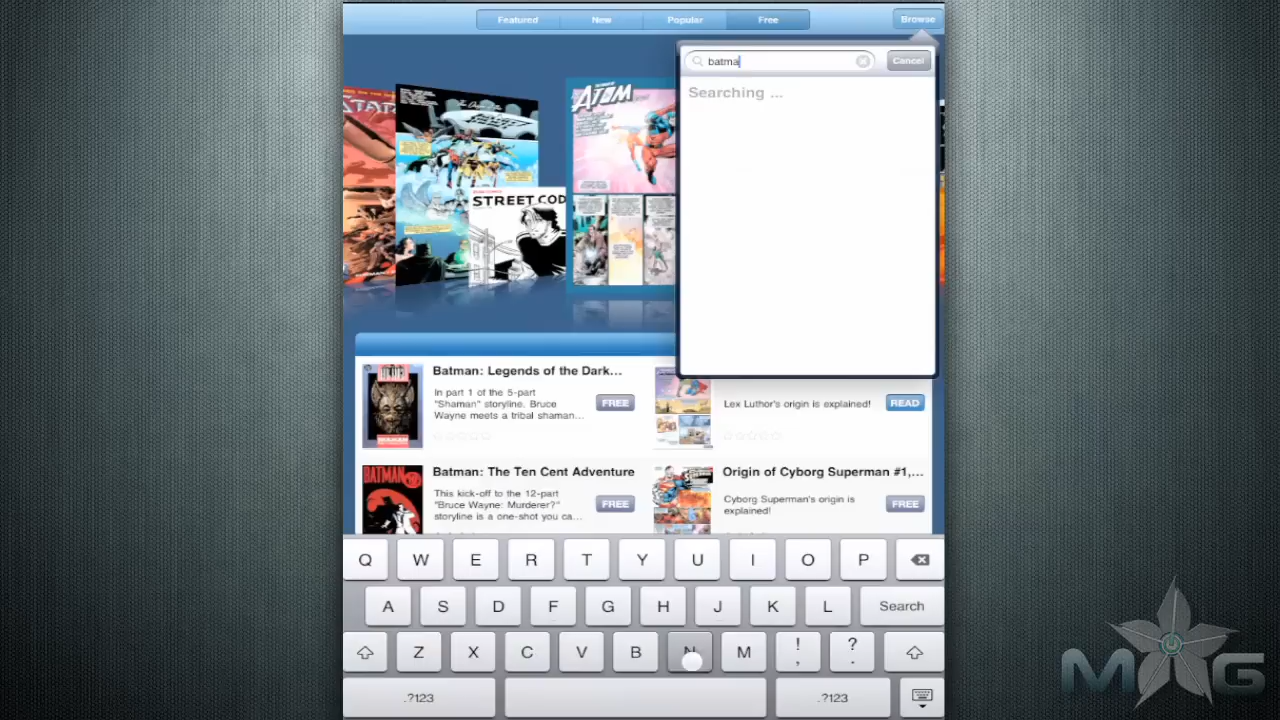 Featured
New
Popular
Free
Browse
batma
Cancel
Searching ...
ATOM
STREET COD
Batman: Legends of the Dark...
In part 1 of the 5-part
"Shaman" storyline, Bruce
Wayne meets a tribal shaman...
FREE
Lex Luthor's origin is explained!
READ
BATMAN
Batman: The Ten Cent Adventure
This kick-off to the 12-part
"Bruce Wayne: Murderer?"
storyline is a one-shot you ca...
FREE
Origin of Cyborg Superman #1,...
Cyborg Superman's origin is
explained!
FREE
Q W E R T Y U I O P
A S D F G H J K L Search
Z X C V B N M ! , ? .
.?123 .?123
MG